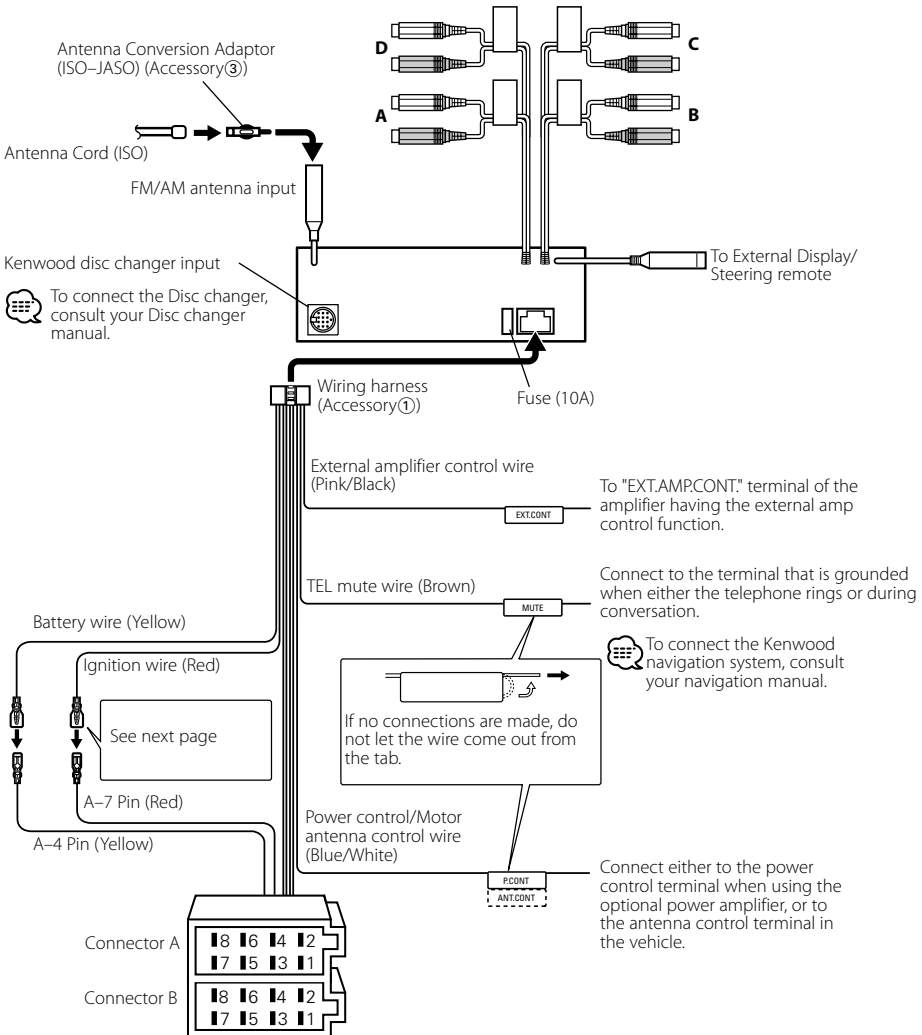 D
C
A
B
Antenna Conversion Adaptor
(ISO–JASO) (Accessory③)
Antenna Cord (ISO)
FM/AM antenna input
Kenwood disc changer input
To connect the Disc changer,
consult your Disc changer
manual.
To External Display/
Steering remote
Fuse (10A)
Wiring harness
(Accessory①)
External amplifier control wire
(Pink/Black)
EXT.CONT
To "EXT.AMP.CONT." terminal of the
amplifier having the external amp
control function.
TEL mute wire (Brown)
MUTE
Connect to the terminal that is grounded
when either the telephone rings or during
conversation.
To connect the Kenwood
navigation system, consult
your navigation manual.
Battery wire (Yellow)
Ignition wire (Red)
See next page
If no connections are made, do
not let the wire come out from
the tab.
A–7 Pin (Red)
A–4 Pin (Yellow)
Power control/Motor
antenna control wire
(Blue/White)
P.CONT
ANT.CONT
Connect either to the power
control terminal when using the
optional power amplifier, or to
the antenna control terminal in
the vehicle.
Connector A
8 6 4 2
7 5 3 1
Connector B
8 6 4 2
7 5 3 1